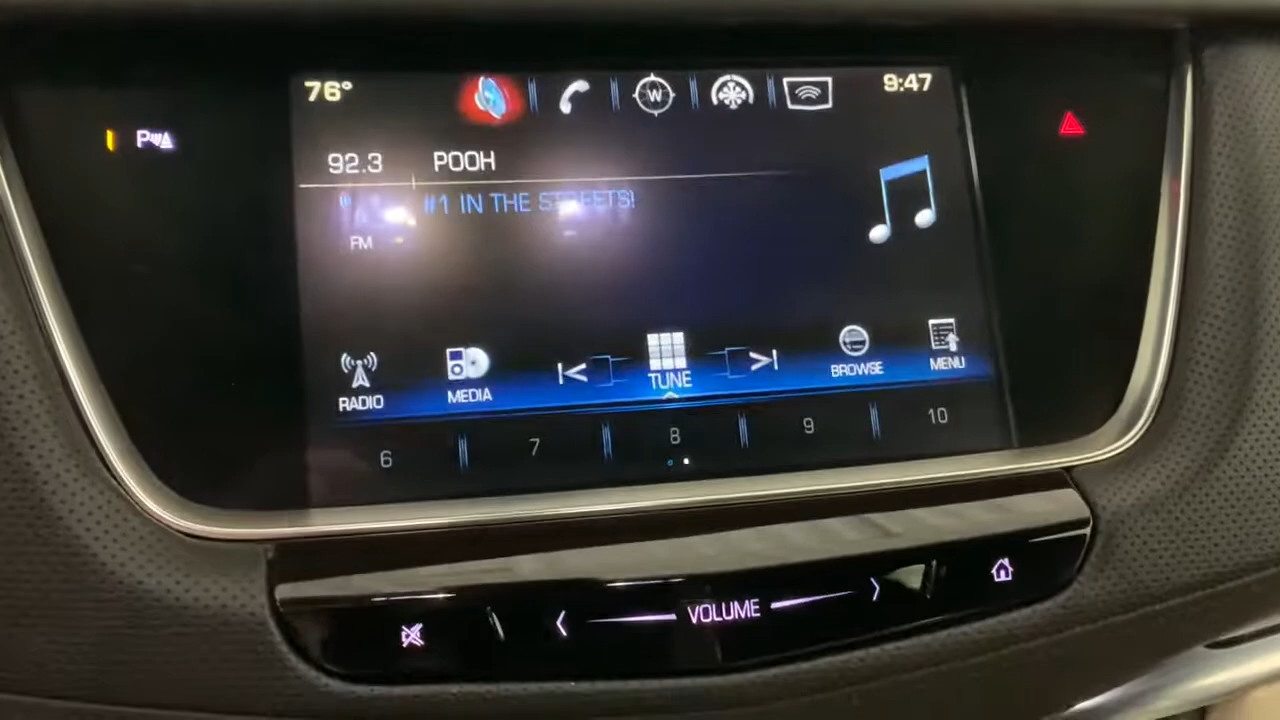 76°
W
9:47
P
92.3 POOH
#1 IN THE STREETS!
FM
RADIO MEDIA TUNE BROWSE MENU
6 7 8 9 10
VOLUME